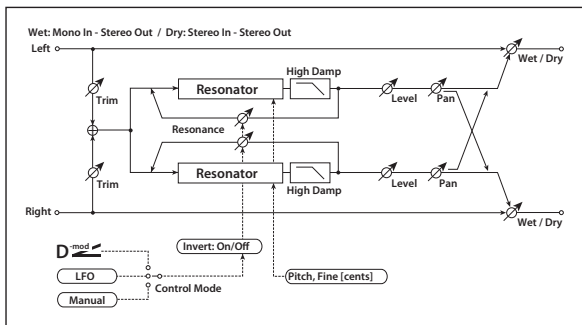 Wet: Mono In - Stereo Out / Dry: Stereo In - Stereo Out
Left
Wet / Dry
High Damp
Resonator
Trim
Level
Pan
Resonance
Resonator
High Damp
Level
Pan
Trim
Right
Wet / Dry
D-mod
Invert: On/Off
LFO
Pitch, Fine [cents]
Control Mode
Manual